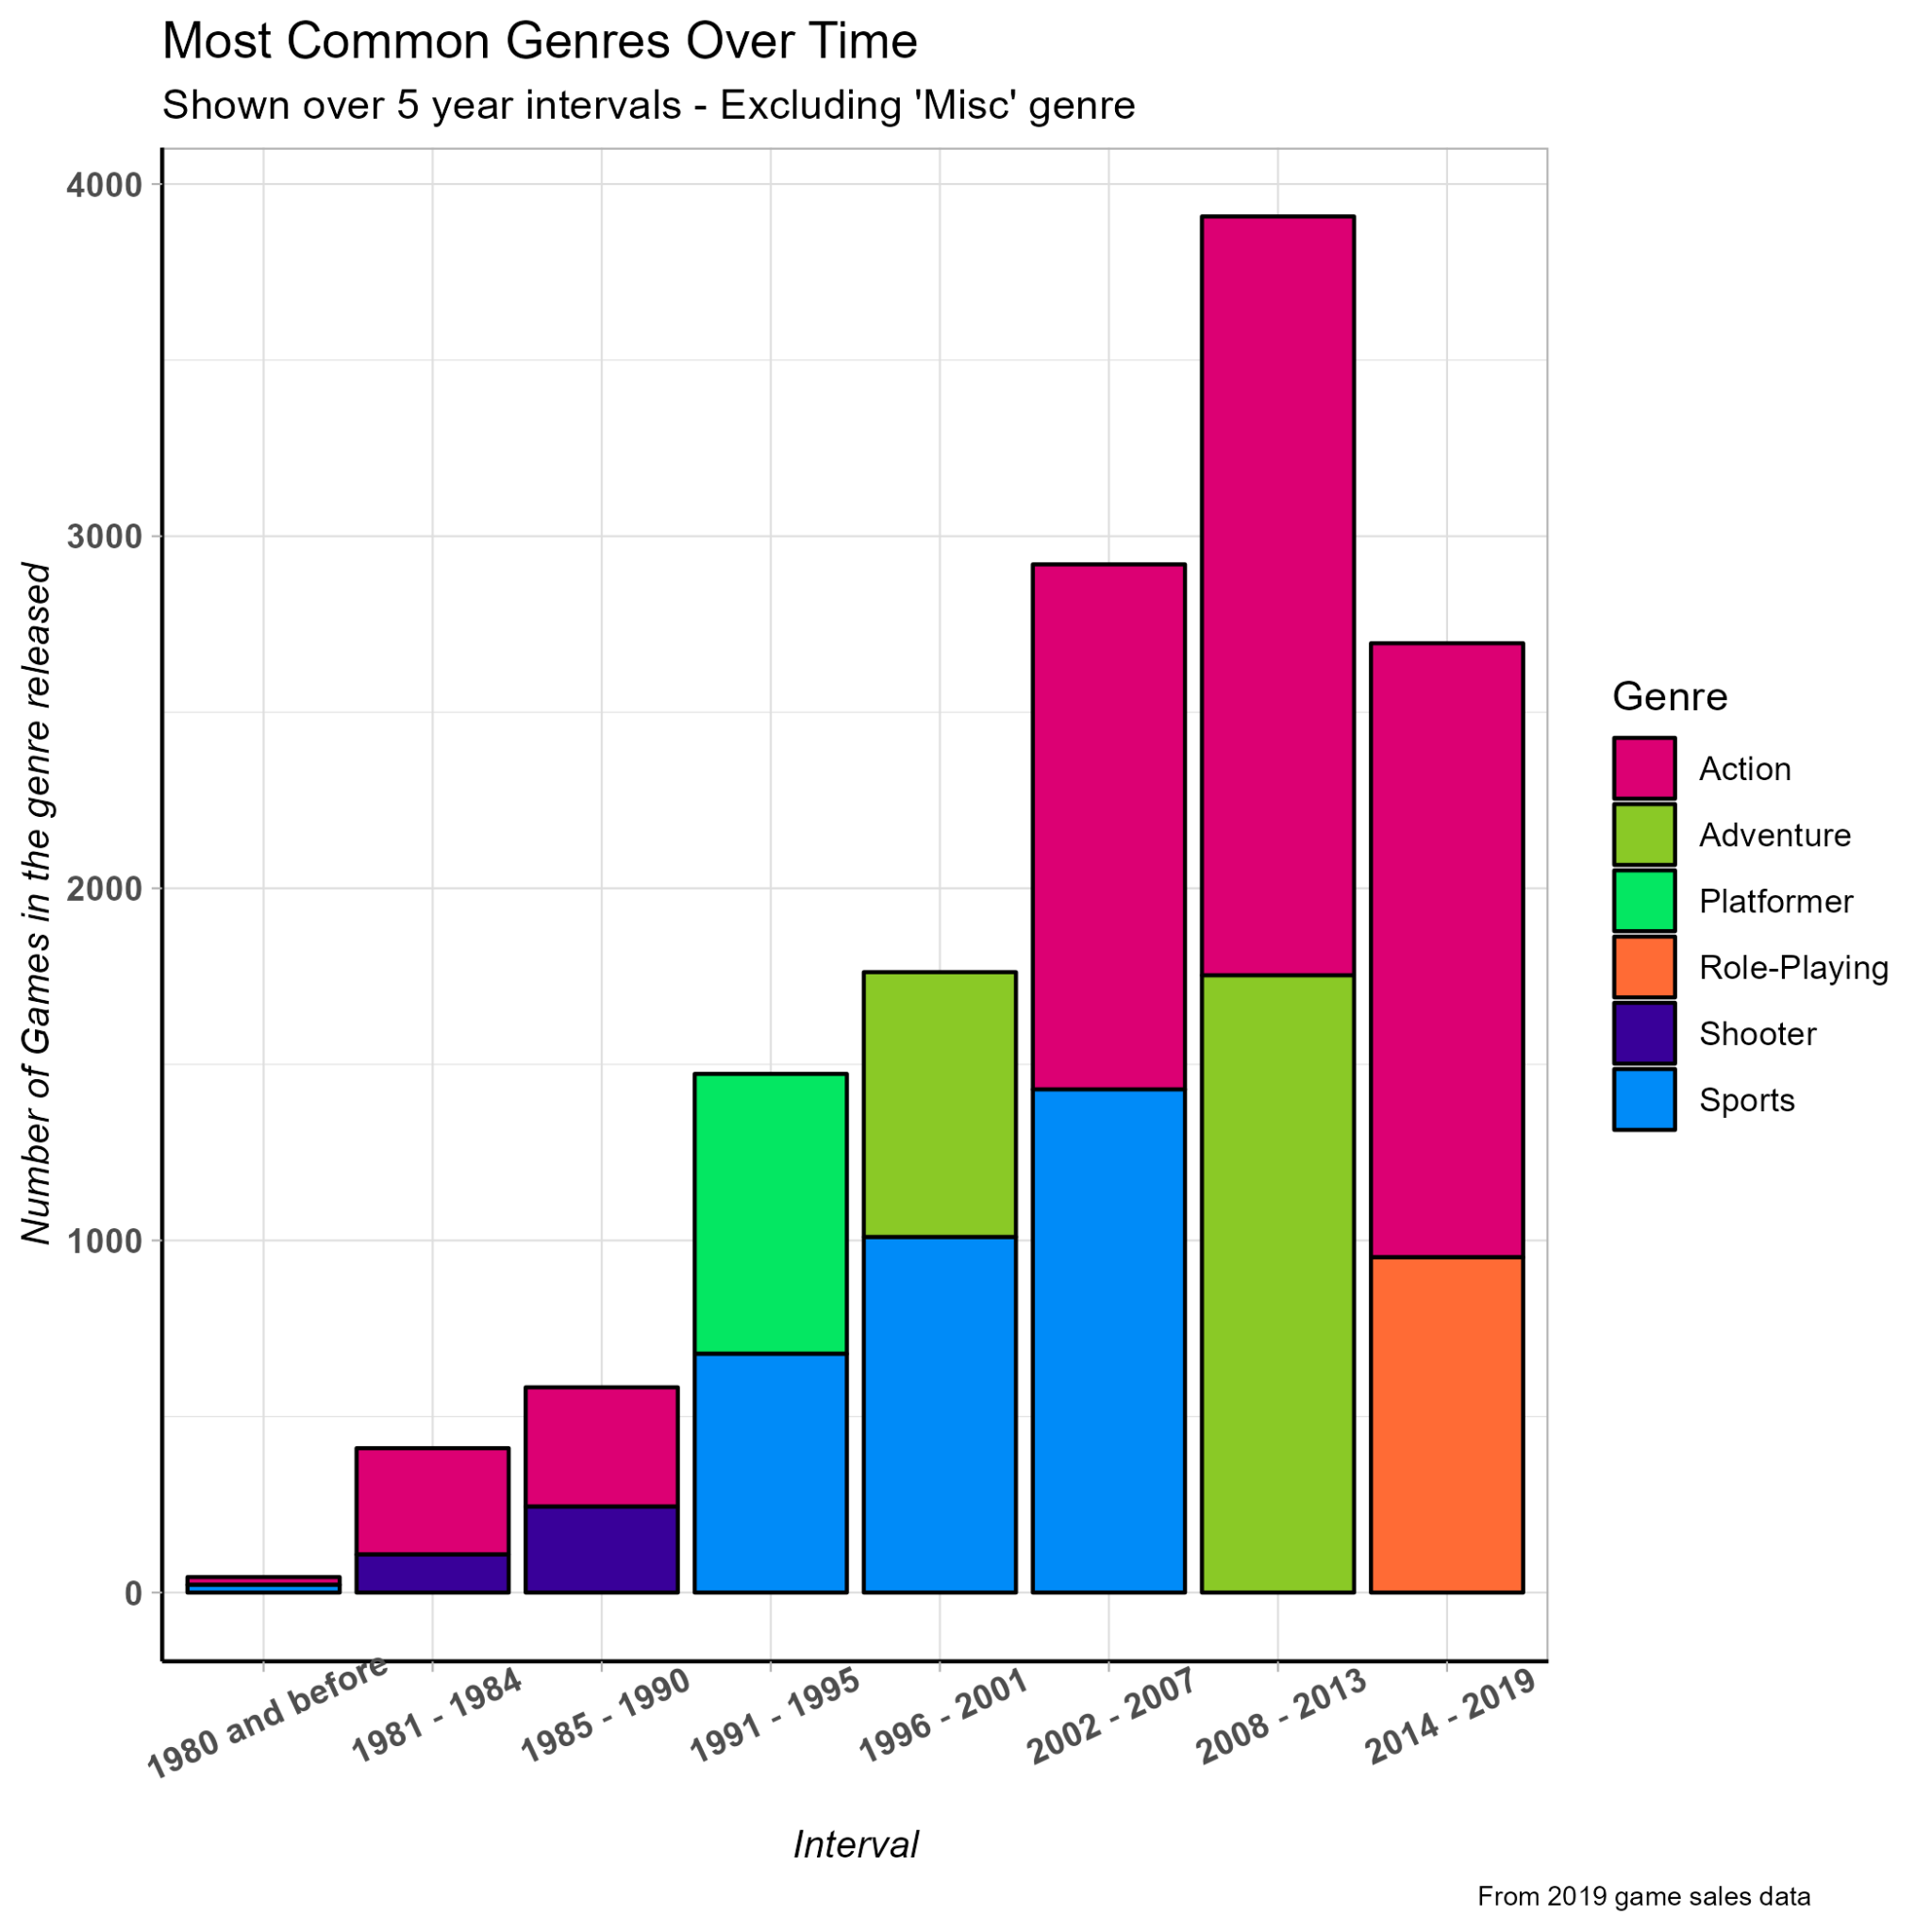 Most Common Genres Over Time
Shown over 5 year intervals - Excluding 'Misc' genre
4000
3000
2000
1000
0
Number of Games in the genre released
1980 and before
1981 - 1984
1985 - 1990
1991 - 1995
1996 - 2001
2002 - 2007
2008 - 2013
2014 - 2019
Interval
Genre
Action
Adventure
Platformer
Role-Playing
Shooter
Sports
From 2019 game sales data